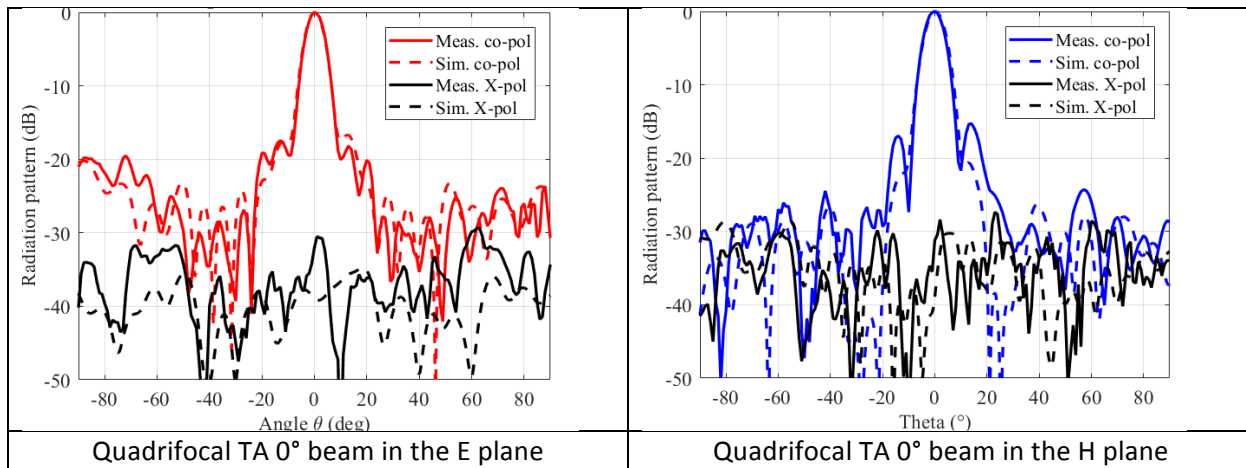 0
-10
-20
-30
-40
-50
Radiation pattern (dB)
Meas. co-pol
Sim. co-pol
Meas. X-pol
Sim. X-pol
-80 -60 -40 -20 0 20 40 60 80
Angle θ (deg)
Quadrifocal TA 0° beam in the E plane
0
-10
-20
-30
-40
-50
Radiation pattern (dB)
Meas. co-pol
Sim. co-pol
Meas. X-pol
Sim. X-pol
-80 -60 -40 -20 0 20 40 60 80
Theta (°)
Quadrifocal TA 0° beam in the H plane